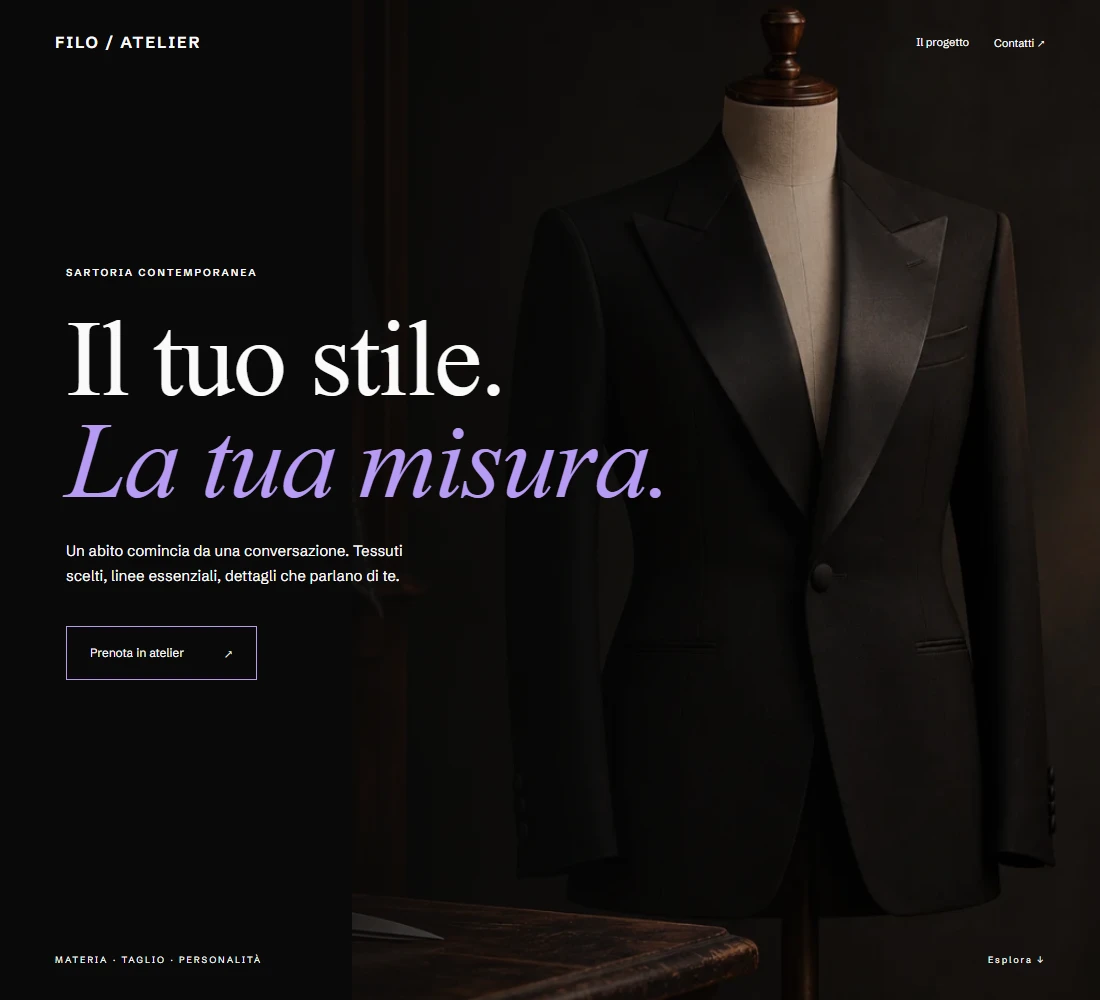 FILO / ATELIER
Il progetto
Contatti ↗
SARTORIA CONTEMPORANEA
Il tuo stile.
La tua misura.
Un abito comincia da una conversazione. Tessuti
scelti, linee essenziali, dettagli che parlano di te.
Prenota in atelier ↗
MATERIA · TAGLIO · PERSONALITÀ
Esplora ↓